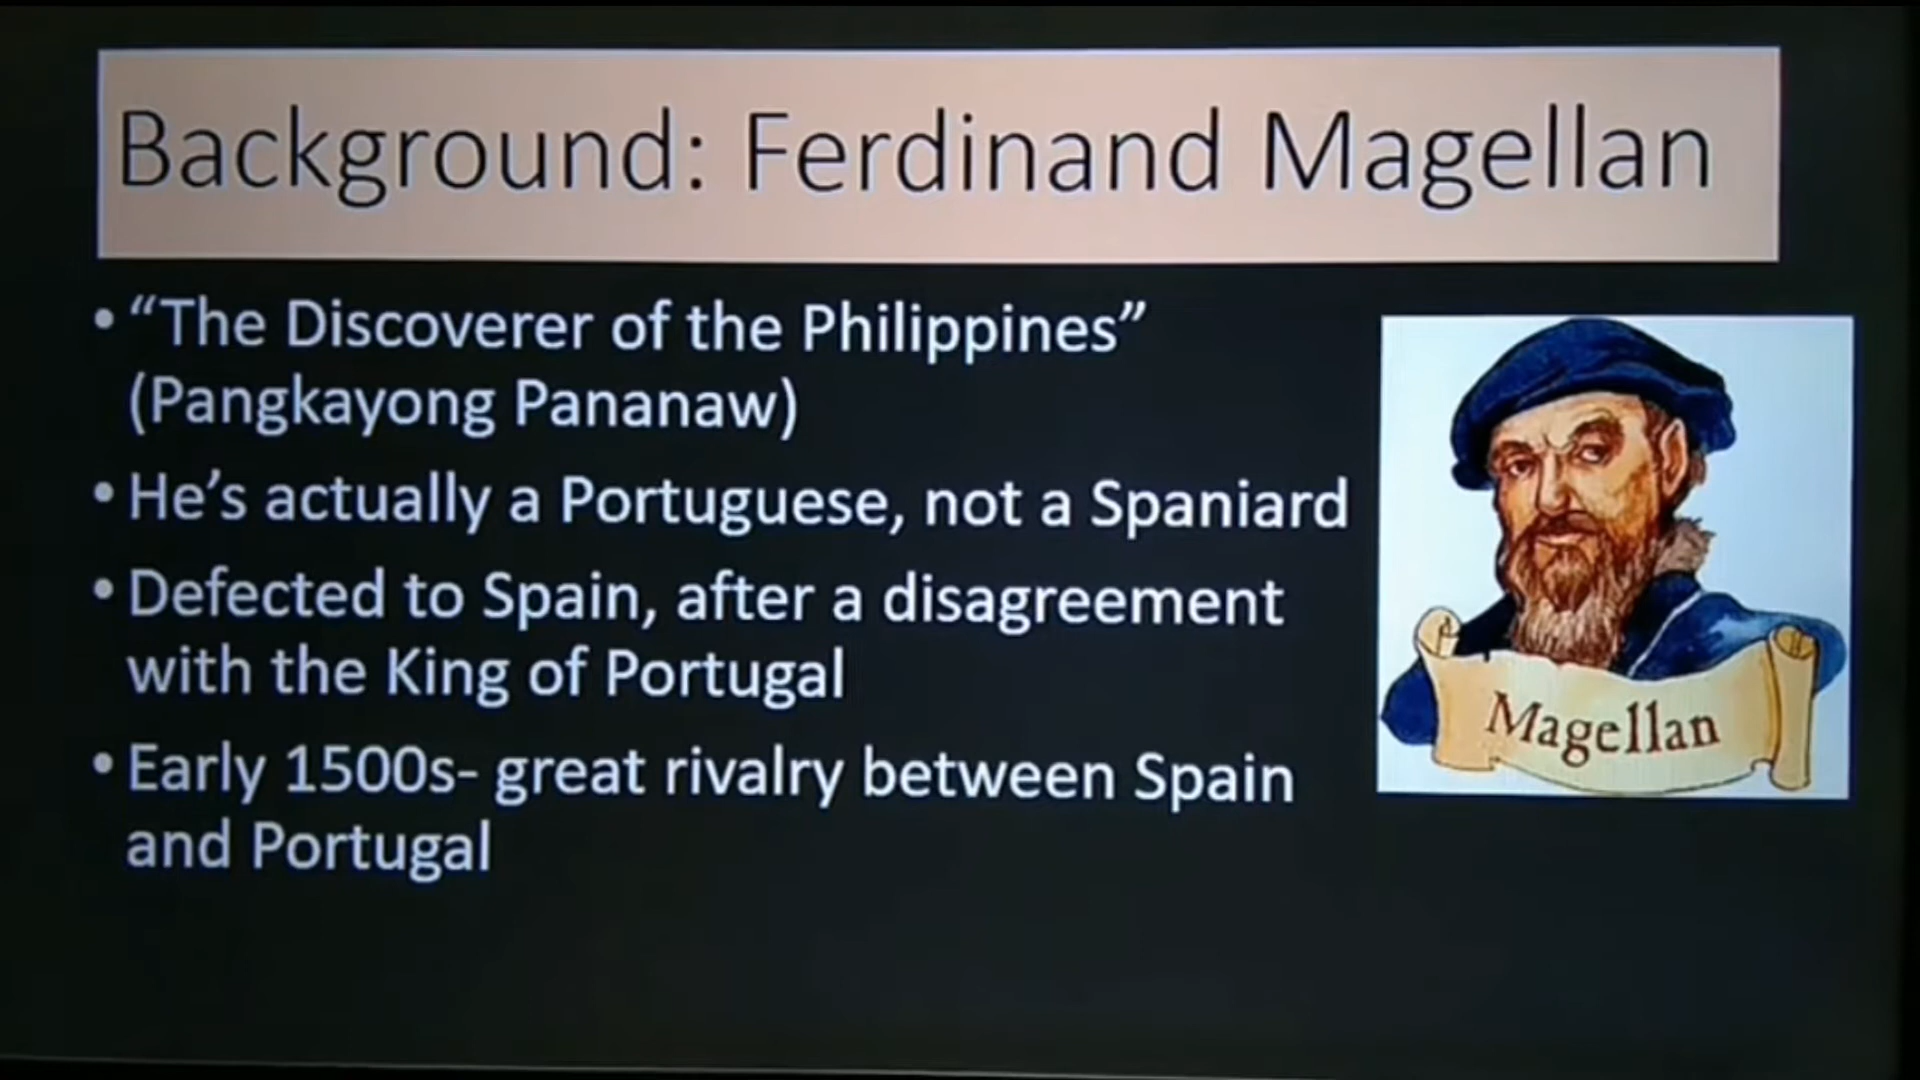 Background: Ferdinand Magellan
• “The Discoverer of the Philippines”
(Pangkayong Pananaw)
• He’s actually a Portuguese, not a Spaniard
• Defected to Spain, after a disagreement
with the King of Portugal
• Early 1500s- great rivalry between Spain
and Portugal
Magellan